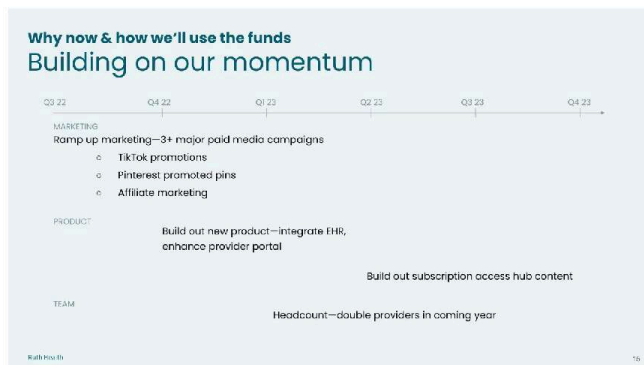 Why now & how we'll use the funds
Building on our momentum
Q3 22 Q4 22 Q1 23 Q2 23 Q3 23 Q4 23
MARKETING
Ramp up marketing—3+ major paid media campaigns
○ TikTok promotions
○ Pinterest promoted pins
○ Affiliate marketing
PRODUCT
Build out new product—integrate EHR,
enhance provider portal
Build out subscription access hub content
TEAM
Headcount—double providers in coming year
Ruth Health
16